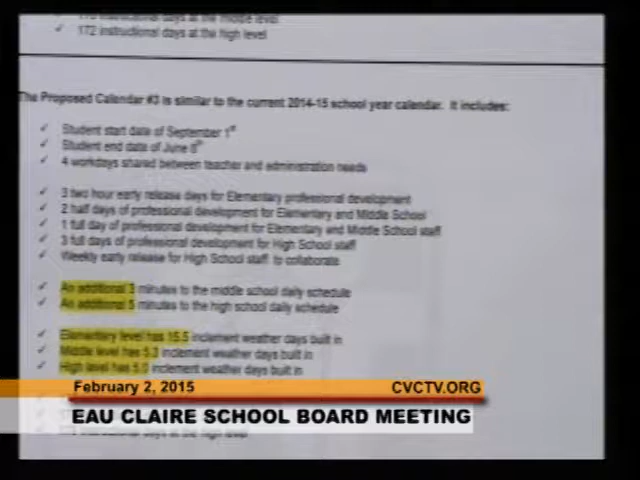 172 instructional days at the high level
The Proposed Calendar #3 is similar to the current 2014-15 school year calendar. It includes:
✓ Student start date of September 1st
✓ Student end date of June 8th
✓ 4 workdays shared between teacher and administration needs
✓ 3 two hour early release days for Elementary professional development
✓ 2 half days of professional development for Elementary and Middle School
✓ 1 full day of professional development for Elementary and Middle School staff
✓ 3 full days of professional development for High School staff
✓ Weekly early release for High School staff to collaborate
✓ An additional 3 minutes to the middle school daily schedule
✓ An additional 5 minutes to the high school daily schedule
✓ Elementary level has 15.5 inclement weather days built in
✓ Middle level has 5.3 inclement weather days built in
✓ High level has 5.0 inclement weather days built in
February 2, 2015 CVCTV.ORG
EAU CLAIRE SCHOOL BOARD MEETING